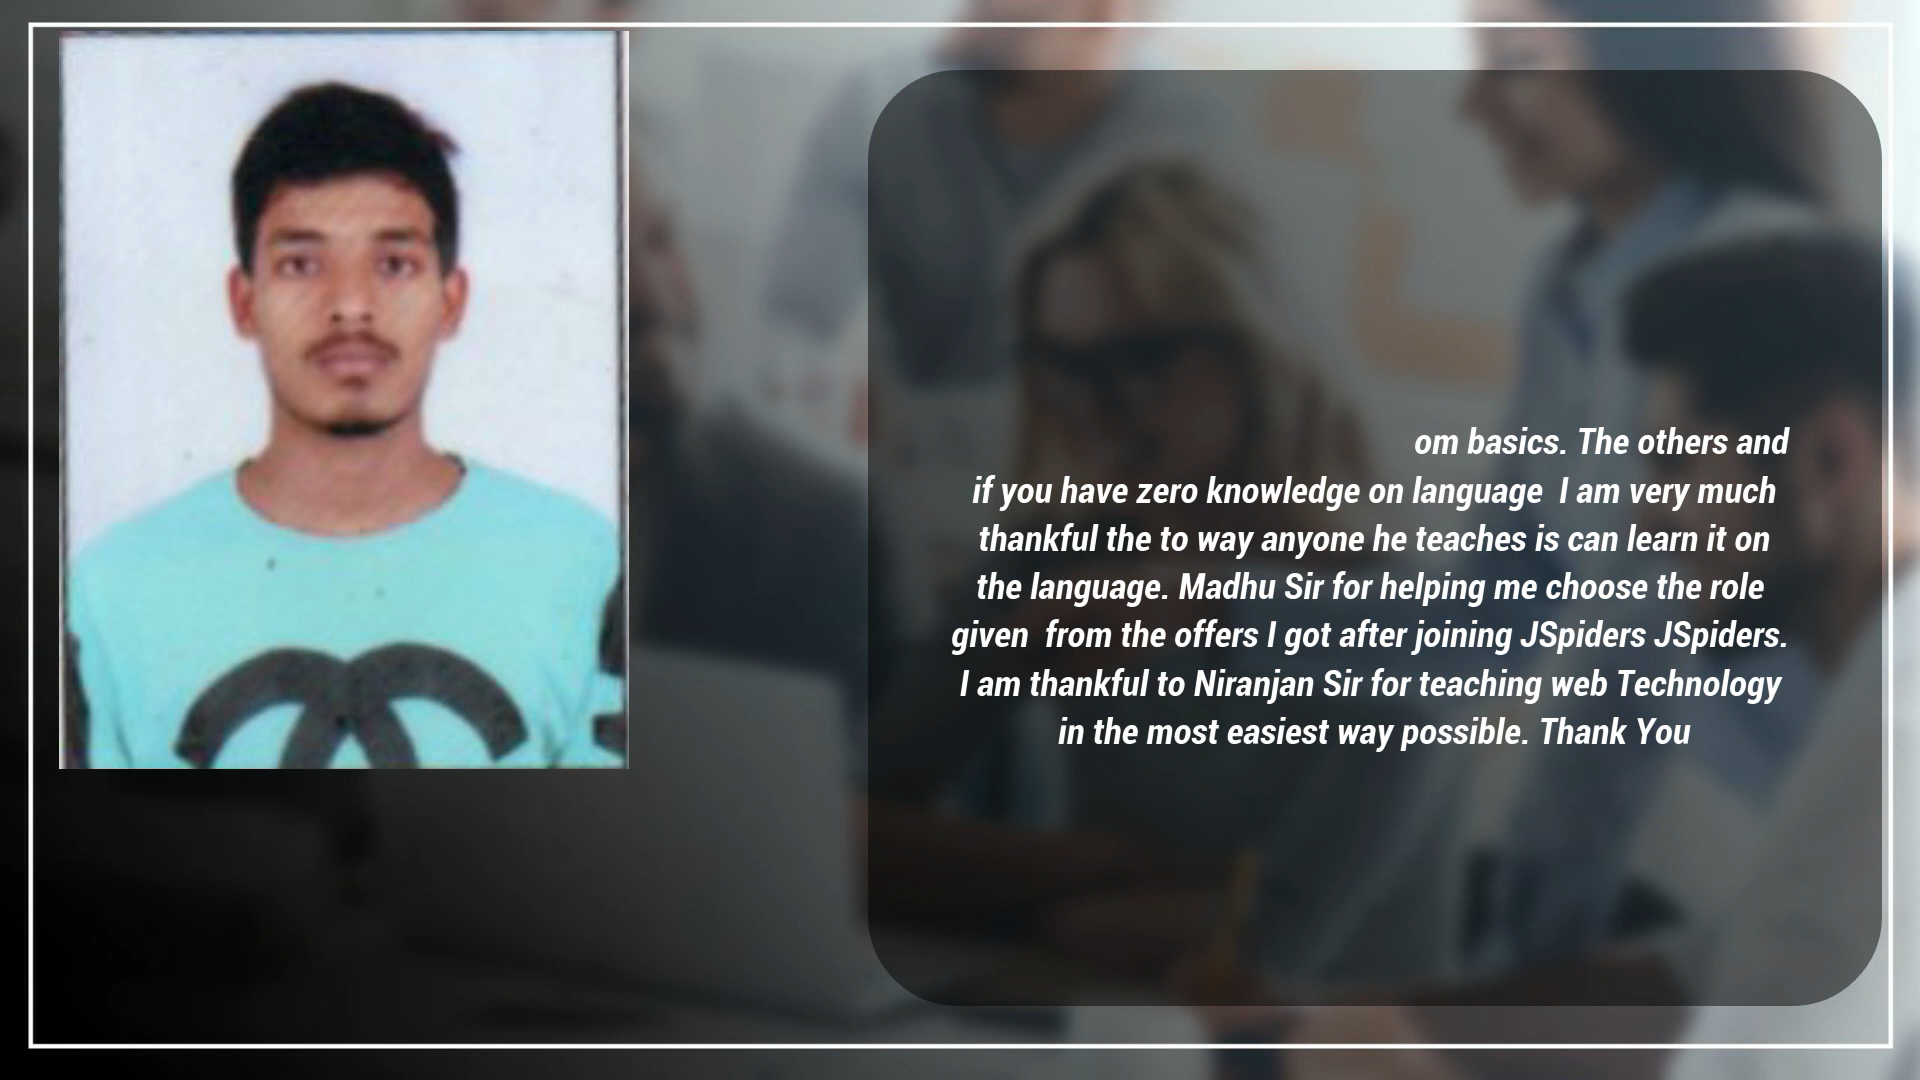 om basics. The others and
if you have zero knowledge on language  I am very much
thankful the to way anyone he teaches is can learn it on
the language. Madhu Sir for helping me choose the role
given  from the offers I got after joining JSpiders JSpiders.
I am thankful to Niranjan Sir for teaching web Technology
in the most easiest way possible. Thank You